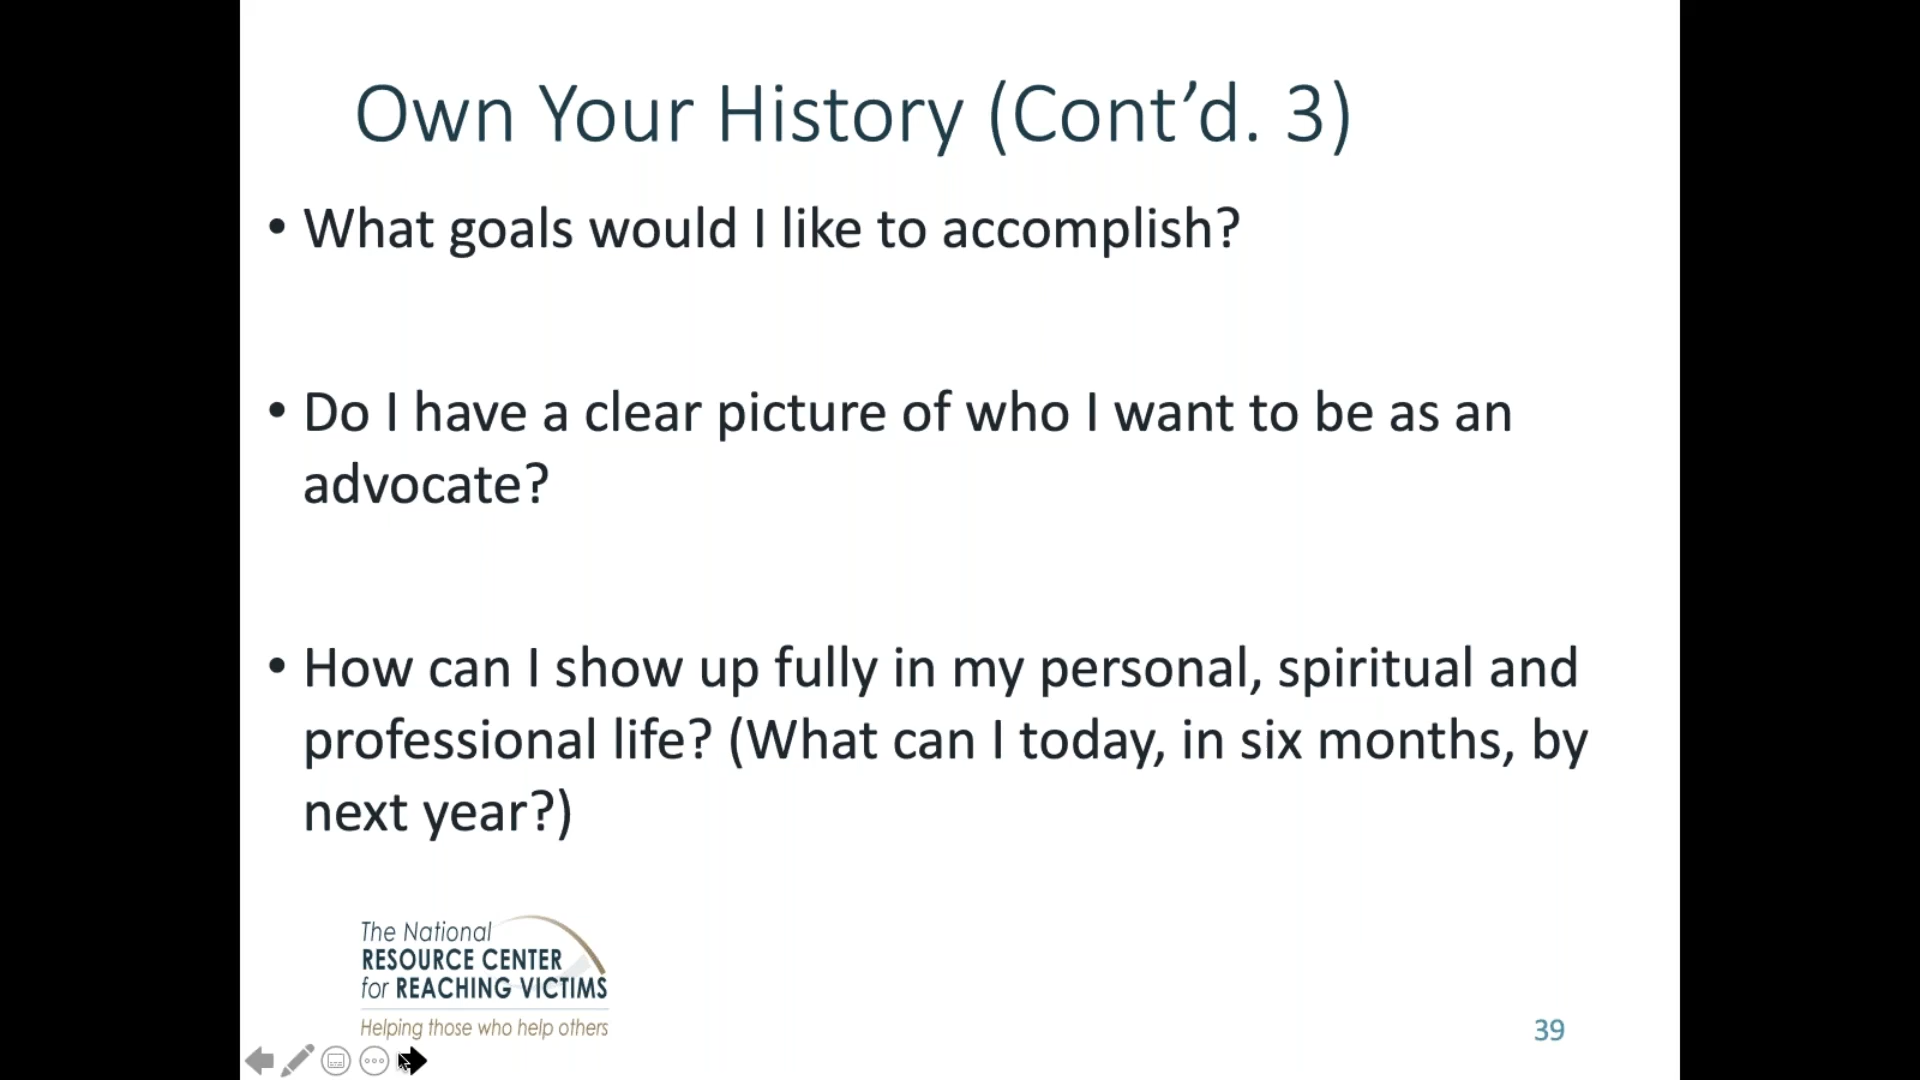 Own Your History (Cont’d. 3)
• What goals would I like to accomplish?
• Do I have a clear picture of who I want to be as an
advocate?
• How can I show up fully in my personal, spiritual and
professional life? (What can I today, in six months, by
next year?)
The National
RESOURCE CENTER
for REACHING VICTIMS
Helping those who help others
39